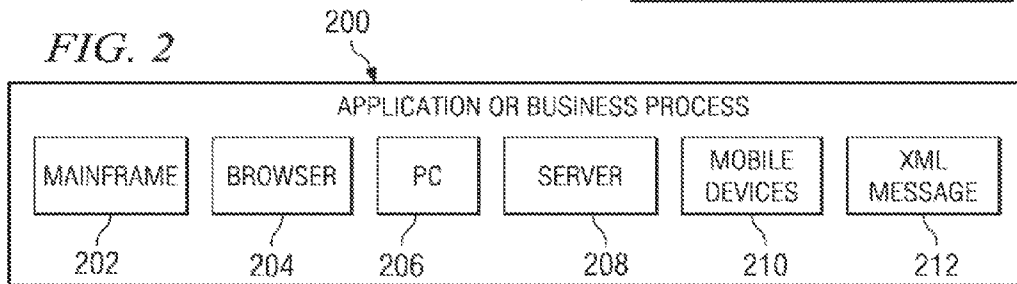 200
FIG. 2
APPLICATION OR BUSINESS PROCESS
MAINFRAME
BROWSER
PC
SERVER
MOBILE
DEVICES
XML
MESSAGE
202
204
206
208
210
212